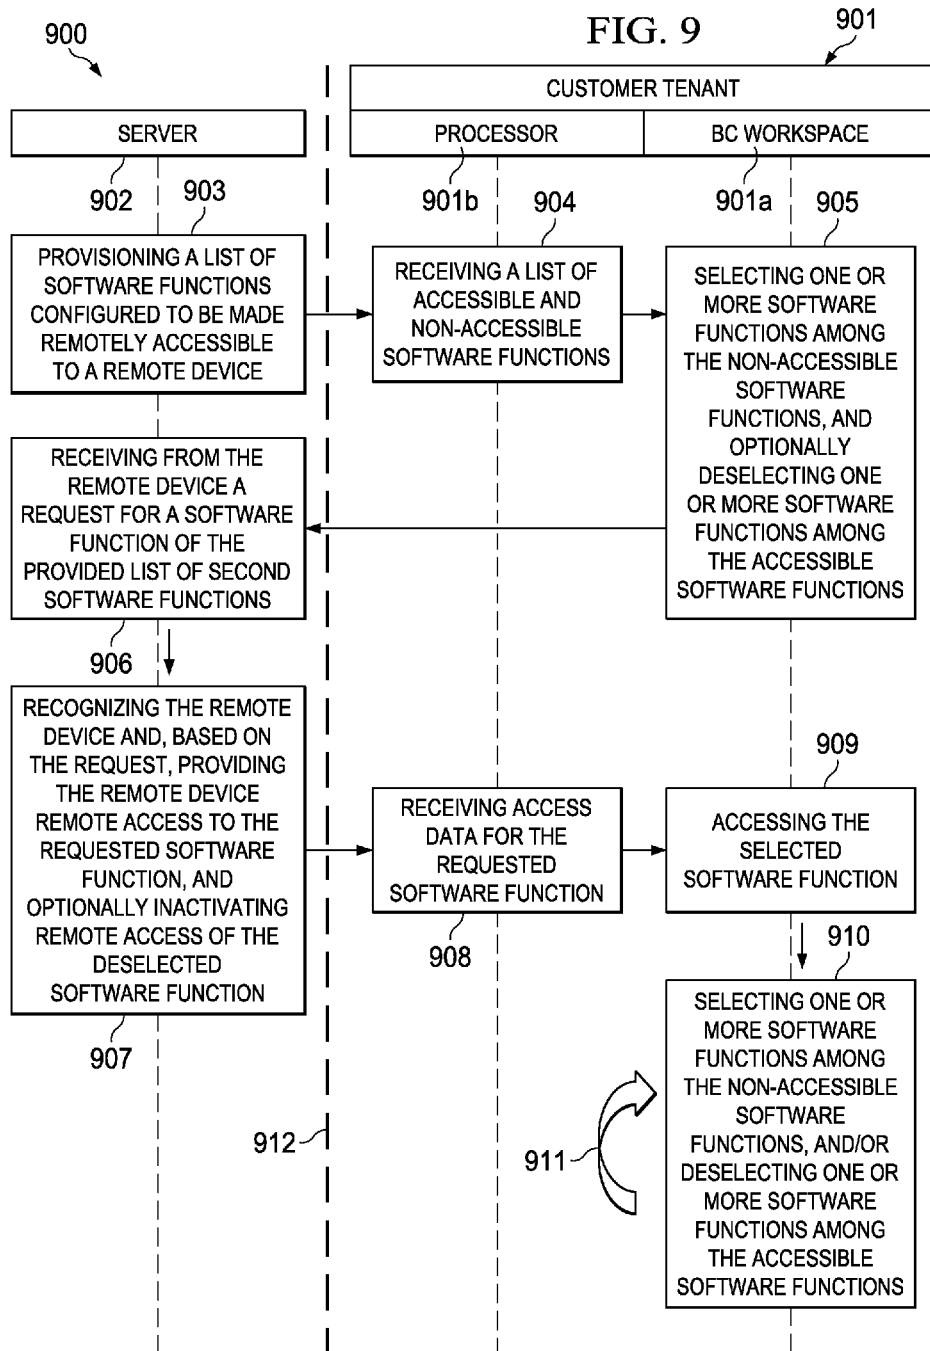 FIG. 9
900
901
CUSTOMER TENANT
SERVER
PROCESSOR
BC WORKSPACE
902
903
901b
904
901a
905
PROVISIONING A LIST OF
SOFTWARE FUNCTIONS
CONFIGURED TO BE MADE
REMOTELY ACCESSIBLE
TO A REMOTE DEVICE
RECEIVING A LIST OF
ACCESSIBLE AND
NON-ACCESSIBLE
SOFTWARE FUNCTIONS
SELECTING ONE OR
MORE SOFTWARE
FUNCTIONS AMONG
THE NON-ACCESSIBLE
SOFTWARE
FUNCTIONS, AND
OPTIONALLY
DESELECTING ONE
OR MORE SOFTWARE
FUNCTIONS AMONG
THE ACCESSIBLE
SOFTWARE FUNCTIONS
RECEIVING FROM THE
REMOTE DEVICE A
REQUEST FOR A SOFTWARE
FUNCTION OF THE
PROVIDED LIST OF SECOND
SOFTWARE FUNCTIONS
906
RECOGNIZING THE REMOTE
DEVICE AND, BASED ON
THE REQUEST, PROVIDING
THE REMOTE DEVICE
REMOTE ACCESS TO THE
REQUESTED SOFTWARE
FUNCTION, AND
OPTIONALLY INACTIVATING
REMOTE ACCESS OF THE
DESELECTED
SOFTWARE FUNCTION
907
RECEIVING ACCESS
DATA FOR THE
REQUESTED
SOFTWARE FUNCTION
908
909
ACCESSING THE
SELECTED
SOFTWARE FUNCTION
910
SELECTING ONE OR
MORE SOFTWARE
FUNCTIONS AMONG
THE NON-ACCESSIBLE
SOFTWARE
FUNCTIONS, AND/OR
DESELECTING ONE OR
MORE SOFTWARE
FUNCTIONS AMONG
THE ACCESSIBLE
SOFTWARE FUNCTIONS
911
912